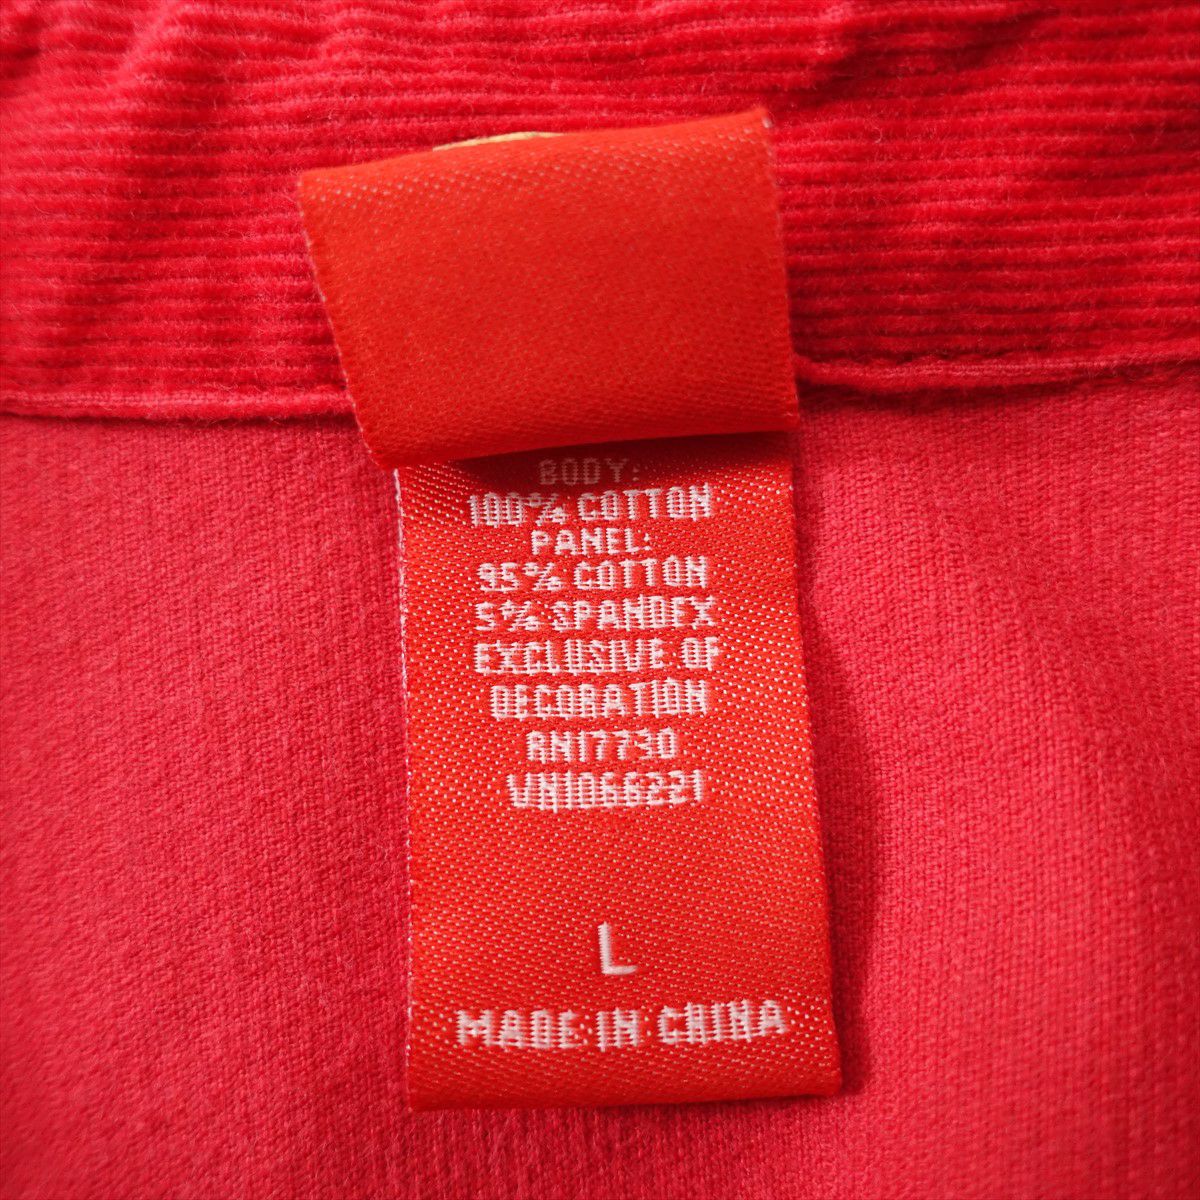 BODY:
100% COTTON
PANEL:
95% COTTON
5% SPANDEX
EXCLUSIVE OF
DECORATION
RN17730
VN1066221
L
MADE IN CHINA